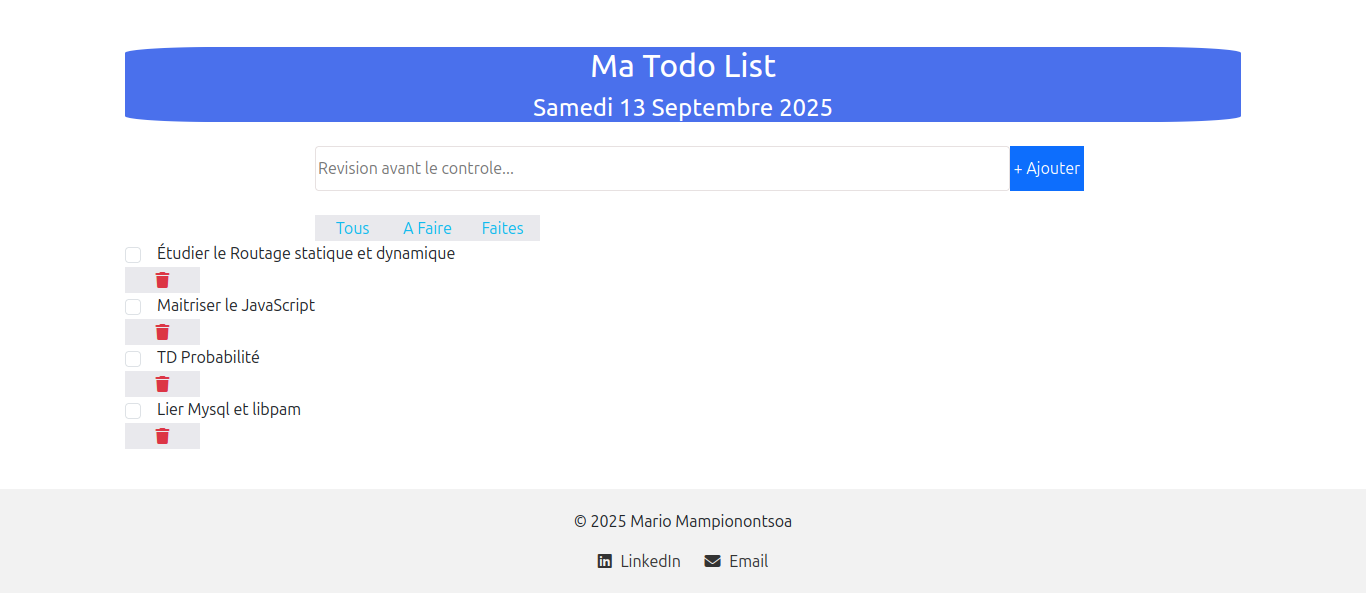 Ma Todo List
Samedi 13 Septembre 2025
Revision avant le controle...
+ Ajouter
Tous A Faire Faites
Étudier le Routage statique et dynamique
Maitriser le JavaScript
TD Probabilité
Lier Mysql et libpam
© 2025 Mario Mampionontsoa
LinkedIn Email